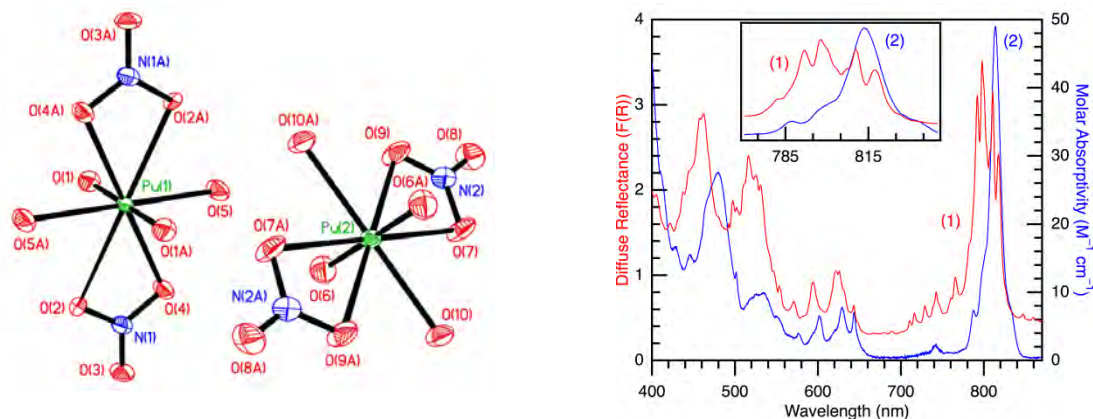 O(3A)
N(1A)
O(4A)
O(2A)
O(1)
Pu(1)
O(5)
O(5A)
O(1A)
O(2)
O(4)
N(1)
O(3)
O(10A)
O(9)
O(8)
O(6A)
N(2)
O(7A)
Pu(2)
O(7)
O(6)
N(2A)
O(10)
O(8A)
O(9A)
Diffuse Reflectance (F(R))
4
3
2
1
0
400
500
600
700
800
Wavelength (nm)
50
40
30
20
10
0
Molar Absorptivity (M⁻¹ cm⁻¹)
(1)
(2)
785
815
(1)
(2)